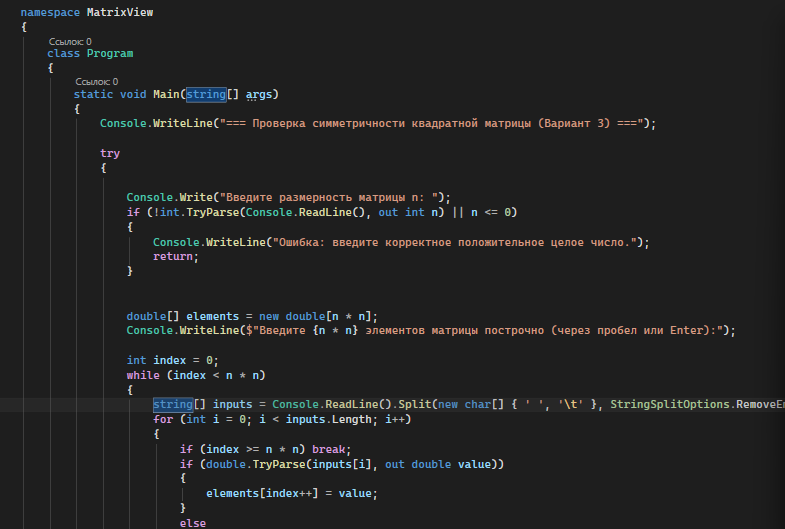 namespace MatrixView
{
Ссылок: 0
class Program
{
Ссылок: 0
static void Main(string[] args)
{
Console.WriteLine("=== Проверка симметричности квадратной матрицы (Вариант 3) ===");
try
{
Console.Write("Введите размерность матрицы n: ");
if (!int.TryParse(Console.ReadLine(), out int n) || n <= 0)
{
Console.WriteLine("Ошибка: введите корректное положительное целое число.");
return;
}
double[] elements = new double[n * n];
Console.WriteLine($"Введите {n * n} элементов матрицы построчно (через пробел или Enter):");
int index = 0;
while (index < n * n)
{
string[] inputs = Console.ReadLine().Split(new char[] { ' ', '\t' }, StringSplitOptions.RemoveEn
for (int i = 0; i < inputs.Length; i++)
{
if (index >= n * n) break;
if (double.TryParse(inputs[i], out double value))
{
elements[index++] = value;
}
else